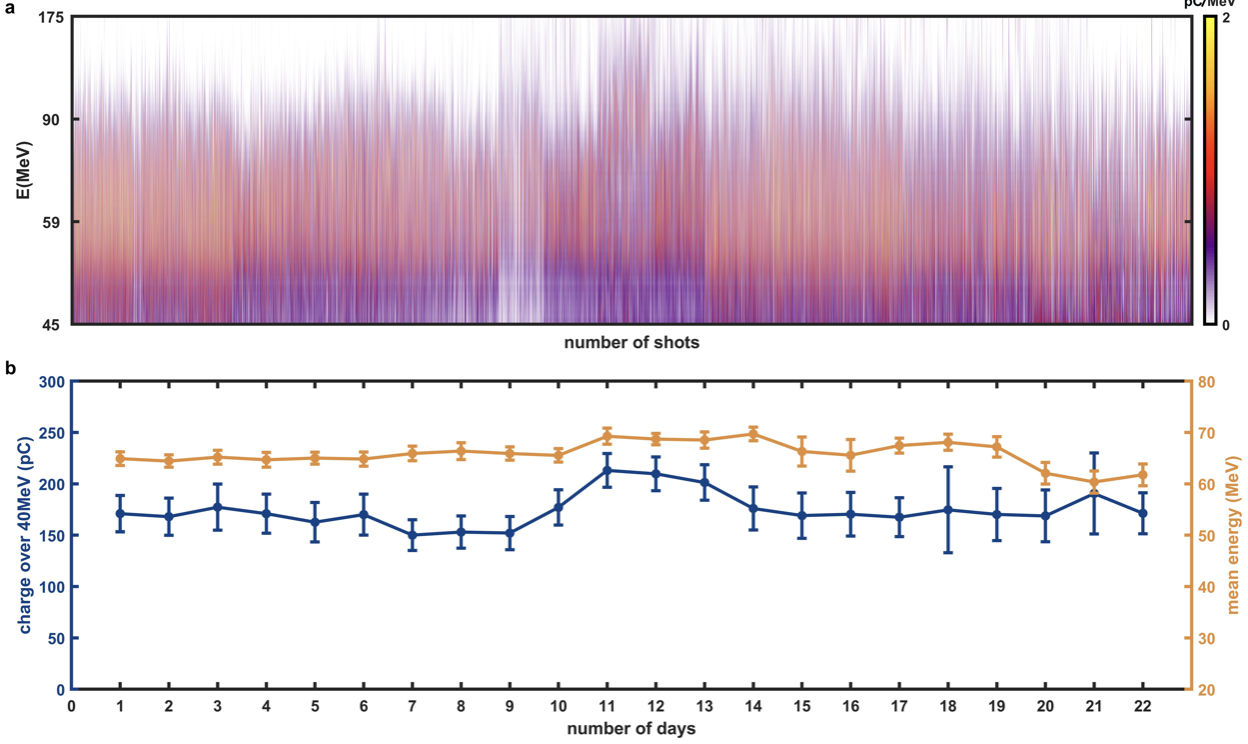 a
pC/MeV
175
90
59
45
E(MeV)
2
0
number of shots
b
300
250
200
150
100
50
0
charge over 40MeV (pC)
80
70
60
50
40
30
20
mean energy (MeV)
0 1 2 3 4 5 6 7 8 9 10 11 12 13 14 15 16 17 18 19 20 21 22
number of days